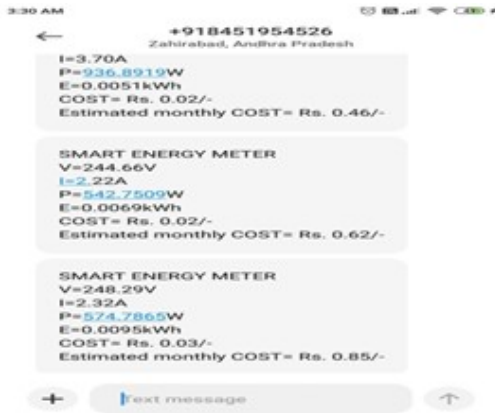 3:30 AM
+918451954526
Zahirabad, Andhra Pradesh
I=3.70A
P=936.8919W
E=0.0051kWh
COST= Rs. 0.02/-
Estimated monthly COST= Rs. 0.46/-
SMART ENERGY METER
V=244.66V
I=2.22A
P=542.7509W
E=0.0069kWh
COST= Rs. 0.02/-
Estimated monthly COST= Rs. 0.62/-
SMART ENERGY METER
V=248.29V
I=2.32A
P=574.7865W
E=0.0095kWh
COST= Rs. 0.03/-
Estimated monthly COST= Rs. 0.85/-
Text message